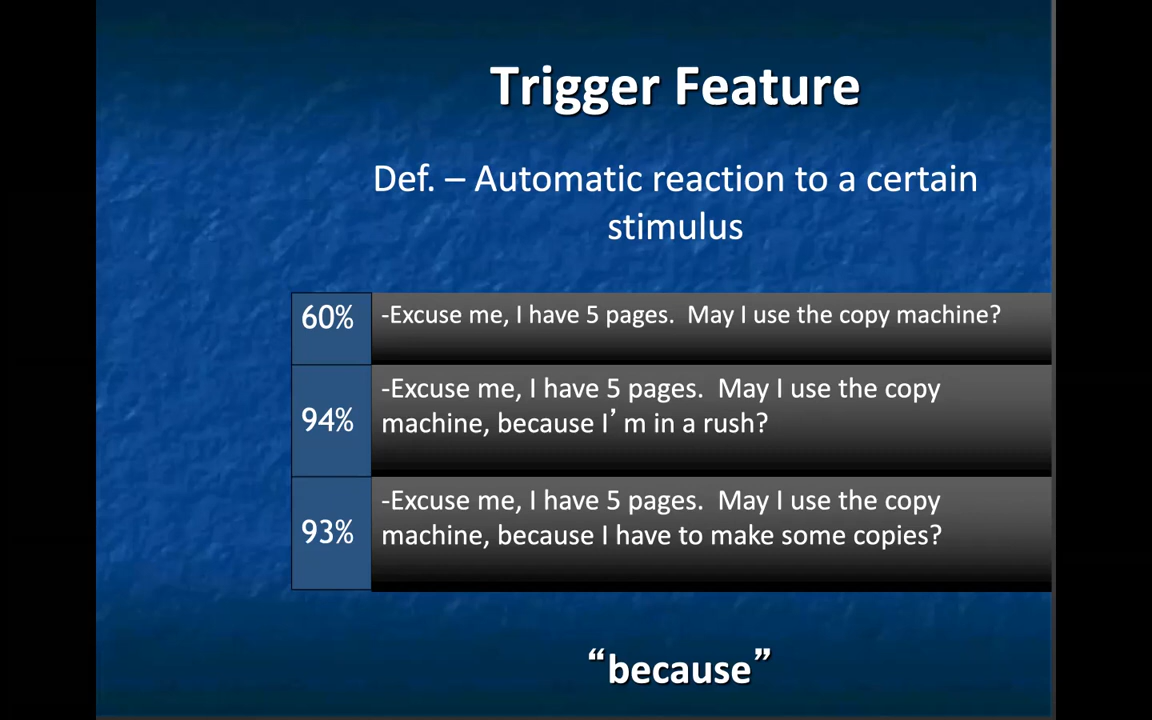 Trigger Feature
Def. – Automatic reaction to a certain
stimulus
60%
-Excuse me, I have 5 pages.  May I use the copy machine?
94%
-Excuse me, I have 5 pages.  May I use the copy
machine, because I’m in a rush?
93%
-Excuse me, I have 5 pages.  May I use the copy
machine, because I have to make some copies?
“because”